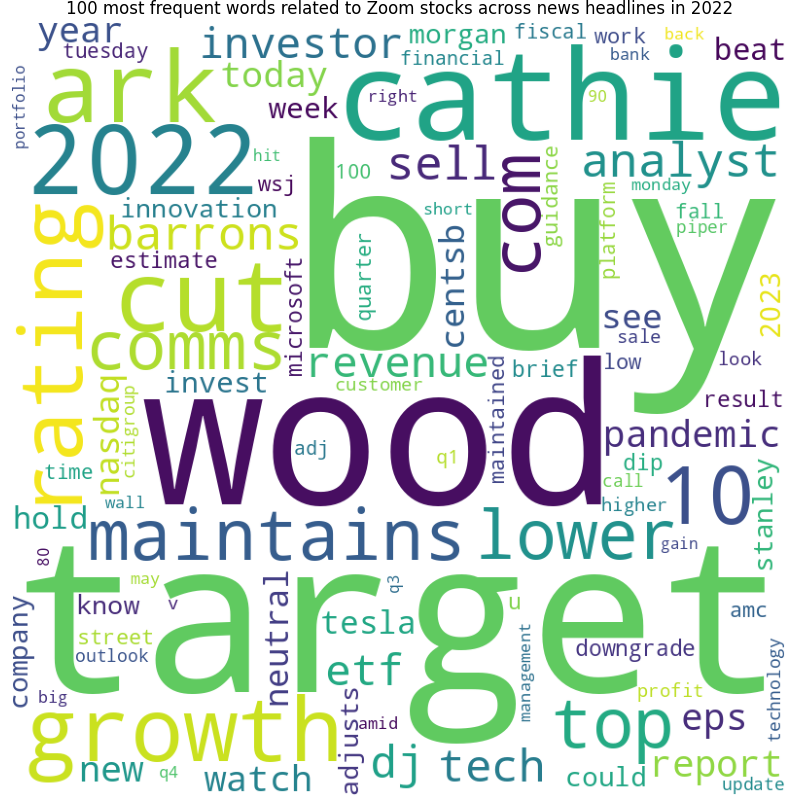 100 most frequent words related to Zoom stocks across news headlines in 2022
year
tuesday
investor
morgan
fiscal
work
back
financial
bank
beat
portfolio
ark
today
week
right
cathie
90
2022
hit
wsj
100
sell
com
guidance
analyst
monday
innovation
short
platform
fall
piper
rating
barrons
estimate
quarter
centsb
buy
cut
microsoft
see
2023
sale
comms
revenue
brief
low
look
invest
customer
maintained
result
nasdaq
citigroup
wood
adj
q1
pandemic
time
dip
call
10
stanley
wall
higher
hold
maintains
lower
gain
80
target
may
q3
know
v
neutral
u
amc
street
tesla
outlook
etf
downgrade
company
management
technology
big
growth
adjusts
amid
profit
top
eps
new
q4
watch
dj
tech
could
report
update